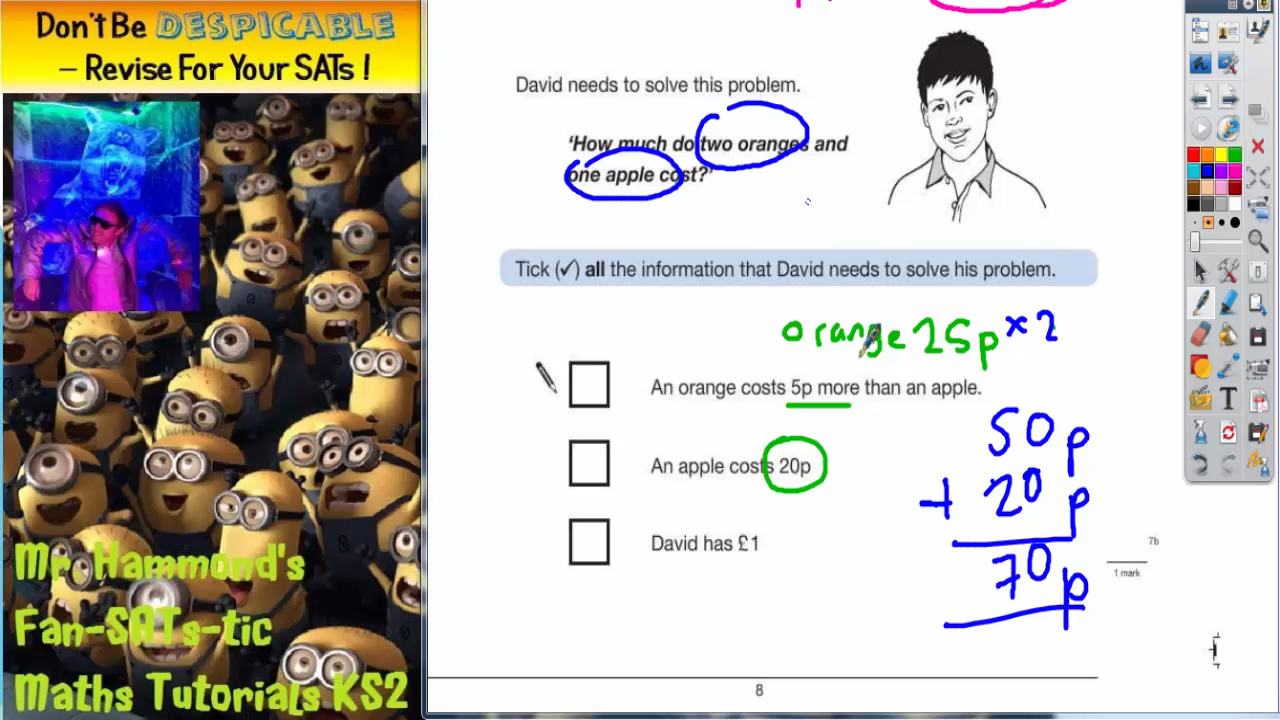 Don't Be DESPICABLE
– Revise For Your SATs !
Mr Hammond's
Fan-SATs-tic
Maths Tutorials KS2
David needs to solve this problem.
'How much do two oranges and
one apple cost?'
Tick (✓) all the information that David needs to solve his problem.
orange 25p x 2
An orange costs 5p more than an apple.
An apple costs 20p
David has £1
50p
+ 20p
70p
7b
1 mark
8